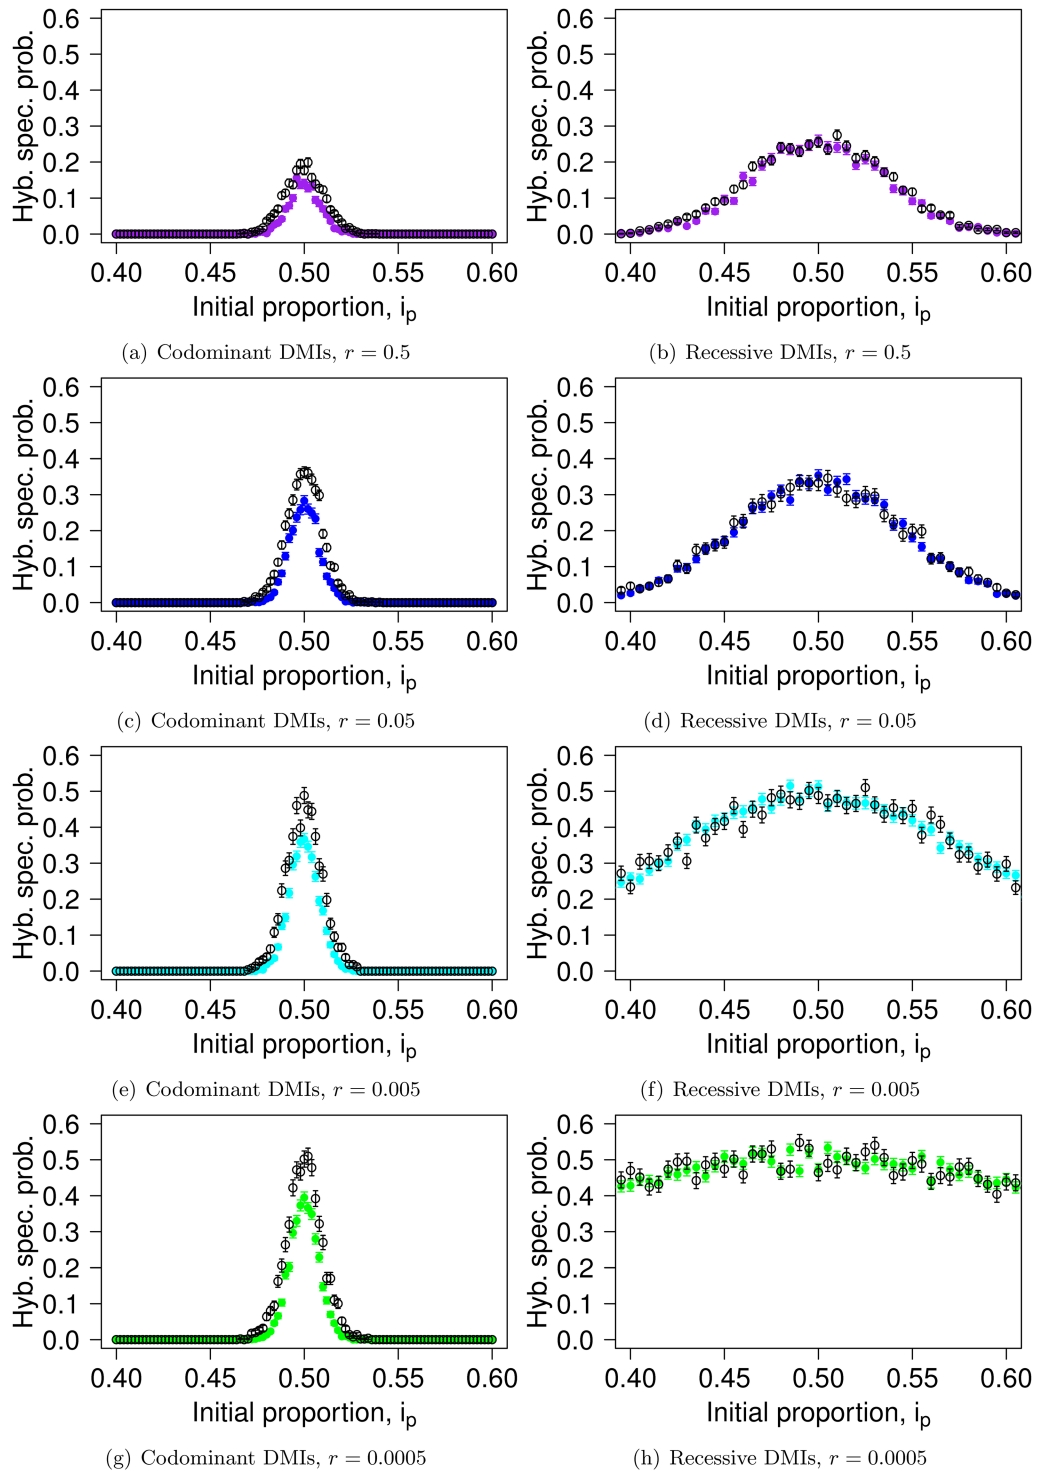 0.6 0.6
0.5 0.5
0.4 0.4
0.3 0.3
0.2 0.2
0.1 0.1
0.0 0.0
Hyb. spec. prob. Hyb. spec. prob.
0.40 0.45 0.50 0.55 0.60 0.40 0.45 0.50 0.55 0.60
Initial proportion, ip Initial proportion, ip
(a) Codominant DMIs, r = 0.5 (b) Recessive DMIs, r = 0.5
0.6 0.6
0.5 0.5
0.4 0.4
0.3 0.3
0.2 0.2
0.1 0.1
0.0 0.0
Hyb. spec. prob. Hyb. spec. prob.
0.40 0.45 0.50 0.55 0.60 0.40 0.45 0.50 0.55 0.60
Initial proportion, ip Initial proportion, ip
(c) Codominant DMIs, r = 0.05 (d) Recessive DMIs, r = 0.05
0.6 0.6
0.5 0.5
0.4 0.4
0.3 0.3
0.2 0.2
0.1 0.1
0.0 0.0
Hyb. spec. prob. Hyb. spec. prob.
0.40 0.45 0.50 0.55 0.60 0.40 0.45 0.50 0.55 0.60
Initial proportion, ip Initial proportion, ip
(e) Codominant DMIs, r = 0.005 (f) Recessive DMIs, r = 0.005
0.6 0.6
0.5 0.5
0.4 0.4
0.3 0.3
0.2 0.2
0.1 0.1
0.0 0.0
Hyb. spec. prob. Hyb. spec. prob.
0.40 0.45 0.50 0.55 0.60 0.40 0.45 0.50 0.55 0.60
Initial proportion, ip Initial proportion, ip
(g) Codominant DMIs, r = 0.0005 (h) Recessive DMIs, r = 0.0005